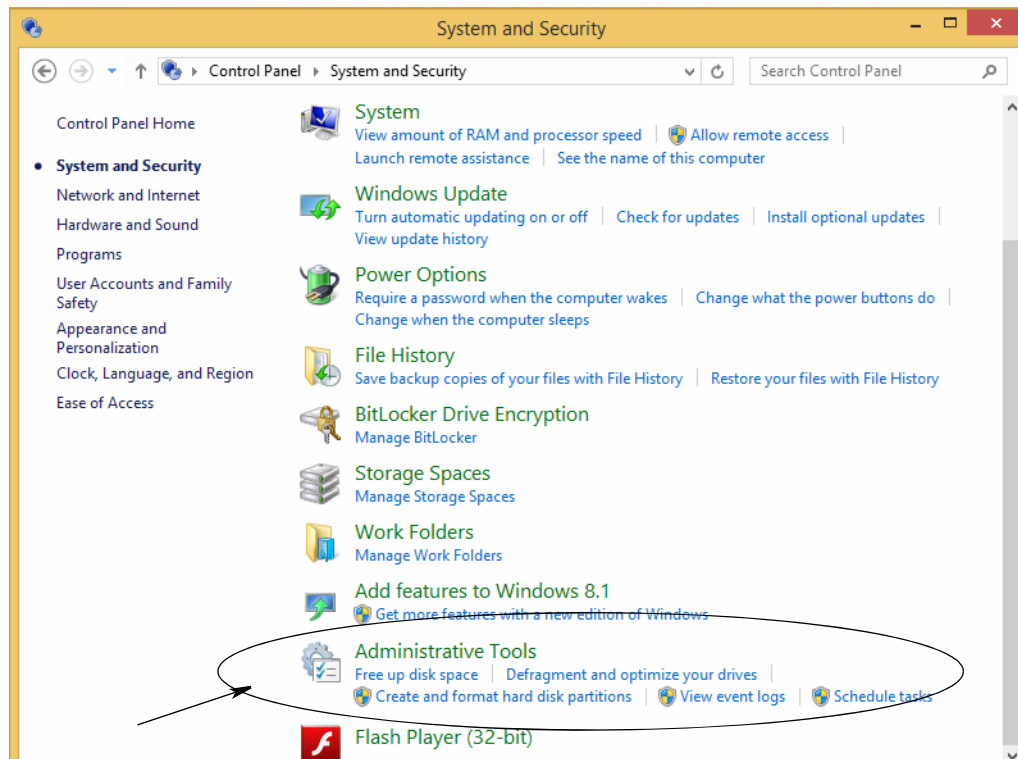 System and Security
Control Panel System and Security
Search Control Panel
Control Panel Home
System and Security
Network and Internet
Hardware and Sound
Programs
User Accounts and Family
Safety
Appearance and
Personalization
Clock, Language, and Region
Ease of Access
System
View amount of RAM and processor speed Allow remote access
Launch remote assistance See the name of this computer
Windows Update
Turn automatic updating on or off Check for updates Install optional updates
View update history
Power Options
Require a password when the computer wakes Change what the power buttons do
Change when the computer sleeps
File History
Save backup copies of your files with File History Restore your files with File History
BitLocker Drive Encryption
Manage BitLocker
Storage Spaces
Manage Storage Spaces
Work Folders
Manage Work Folders
Add features to Windows 8.1
Get more features with a new edition of Windows
Administrative Tools
Free up disk space Defragment and optimize your drives
Create and format hard disk partitions View event logs Schedule tasks
Flash Player (32-bit)